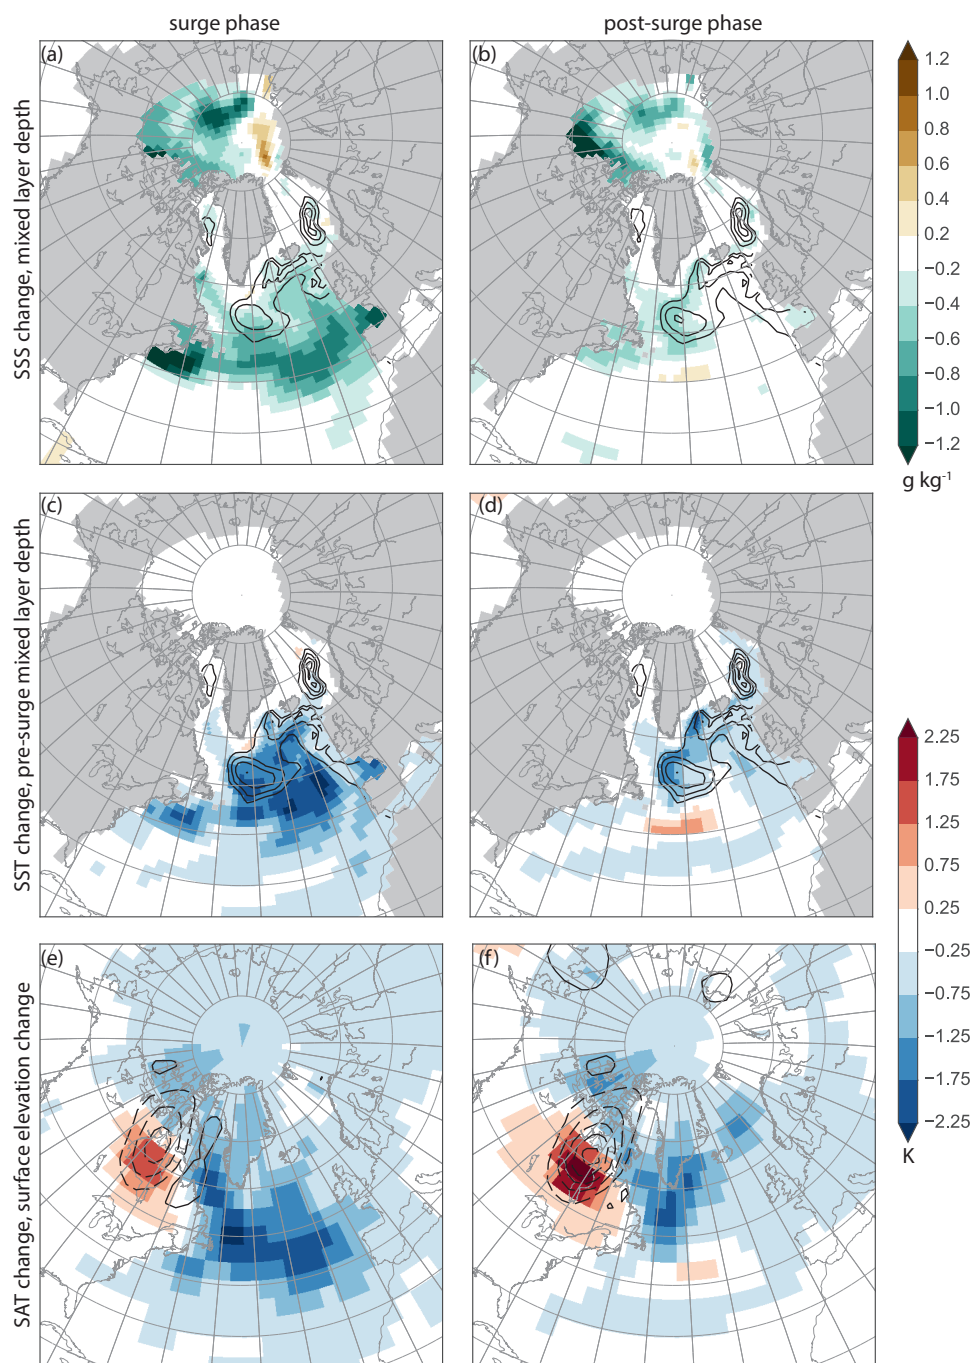 surge phase
post-surge phase
SSS change, mixed layer depth
(a)
(b)
1.2
1.0
0.8
0.6
0.4
0.2
−0.2
−0.4
−0.6
−0.8
−1.0
−1.2
g kg-1
SST change, pre-surge mixed layer depth
(c)
(d)
SAT change, surface elevation change
(e)
(f)
2.25
1.75
1.25
0.75
0.25
−0.25
−0.75
−1.25
−1.75
−2.25
K